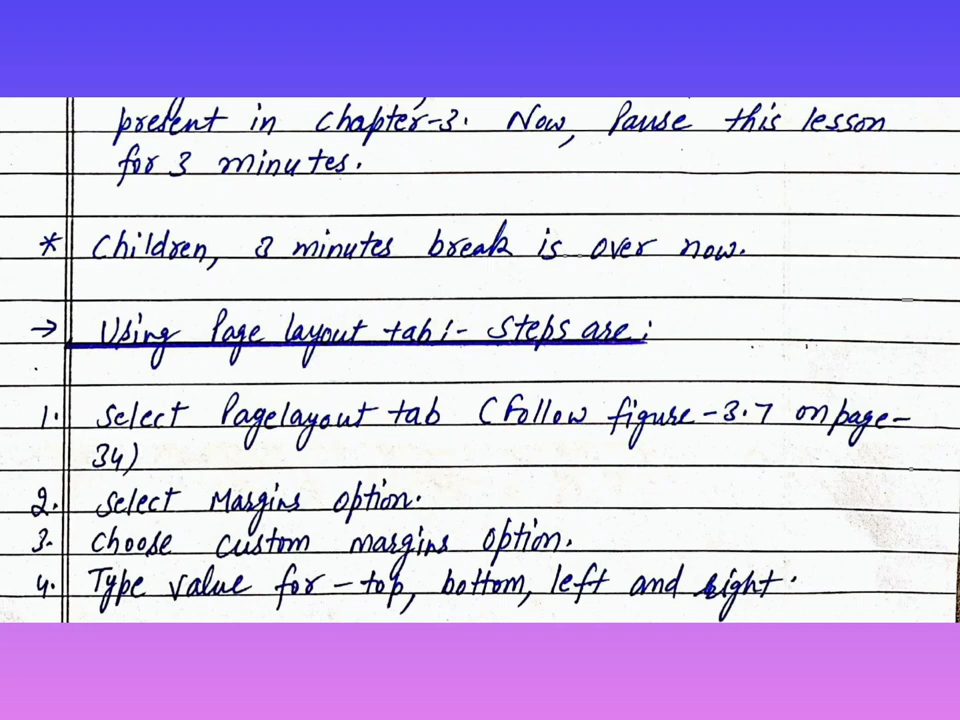 present in chapter-3. Now, Pause this lesson
for 3 minutes.
* Children, 3 minutes break is over now.
→ Using Page layout tab:- Steps are:
1. Select Pagelayout tab (Follow figure-3.7 on page-
34)
2. Select Margins option.
3. Choose custom margins option.
4. Type value for - top, bottom, left and right.